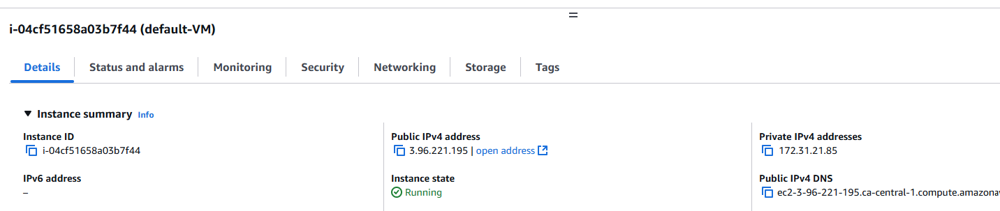 i-04cf51658a03b7f44 (default-VM)
Details Status and alarms Monitoring Security Networking Storage Tags
Instance summary Info
Instance ID
i-04cf51658a03b7f44
Public IPv4 address
3.96.221.195 | open address
Private IPv4 addresses
172.31.21.85
IPv6 address
–
Instance state
Running
Public IPv4 DNS
ec2-3-96-221-195.ca-central-1.compute.amazona